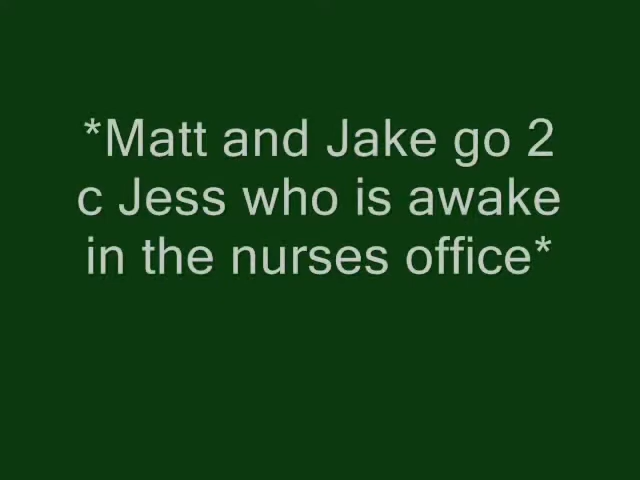 *Matt and Jake go 2
c Jess who is awake
in the nurses office*